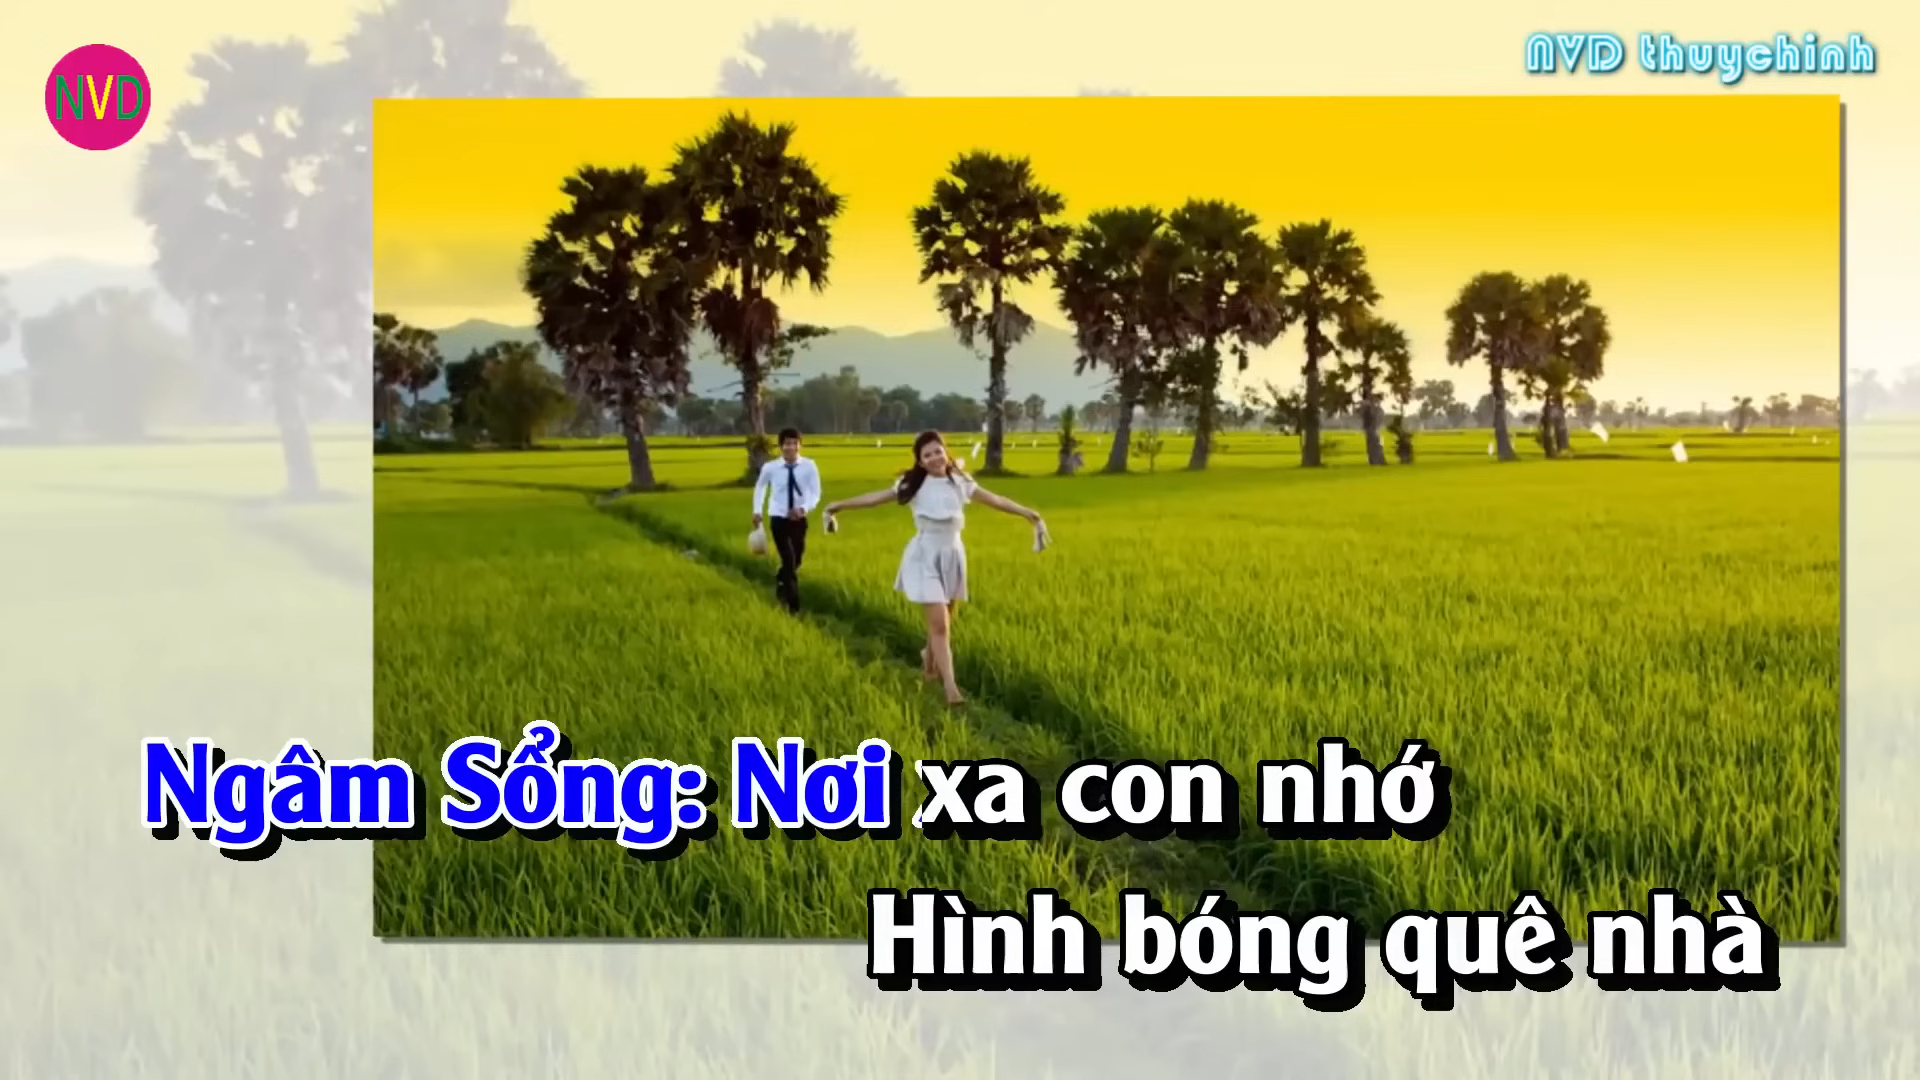 NVD
NVD thuychinh
Ngâm Sổng: Nơi xa con nhớ
Hình bóng quê nhà